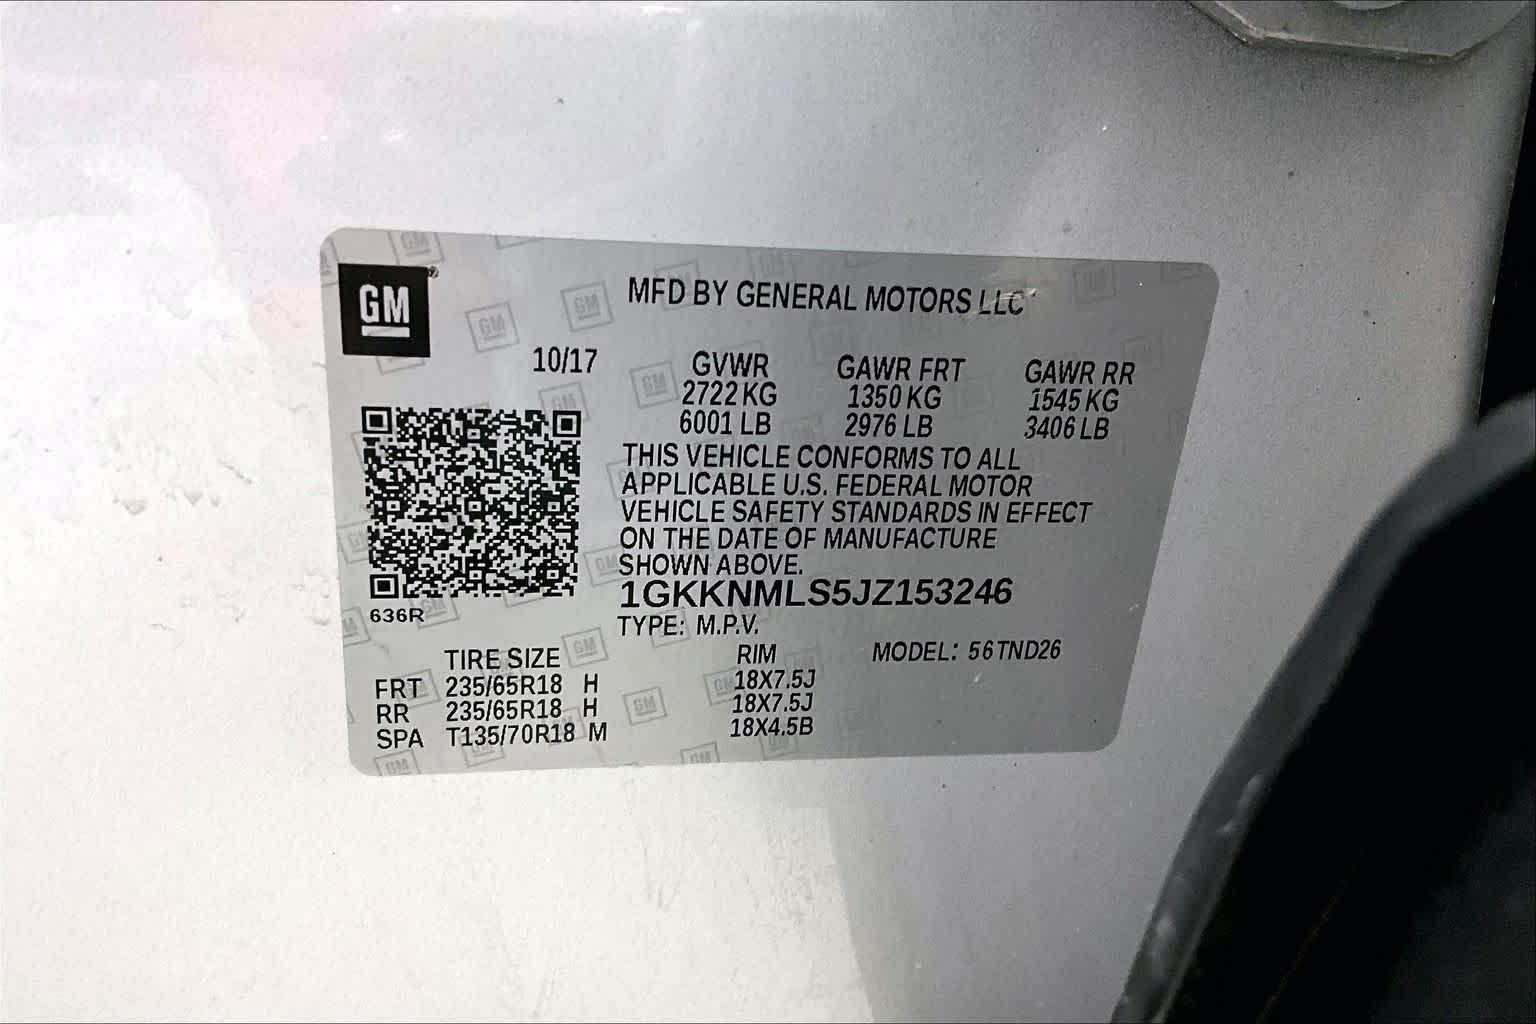 GM
MFD BY GENERAL MOTORS LLC
10/17 GVWR GAWR FRT GAWR RR
2722 KG 1350 KG 1545 KG
6001 LB 2976 LB 3406 LB
THIS VEHICLE CONFORMS TO ALL
APPLICABLE U.S. FEDERAL MOTOR
VEHICLE SAFETY STANDARDS IN EFFECT
ON THE DATE OF MANUFACTURE
SHOWN ABOVE.
1GKKNMLS5JZ153246
636R
TYPE: M.P.V.
TIRE SIZE RIM MODEL: 56TND26
FRT 235/65R18 H 18X7.5J
RR 235/65R18 H 18X7.5J
SPA T135/70R18 M 18X4.5B